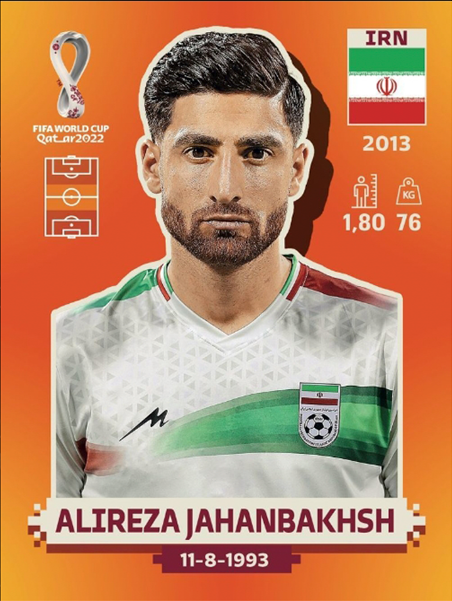 FIFA WORLD CUP
Qatar2022
IRN
2013
KG
1,80 76
ALIREZA JAHANBAKHSH
11-8-1993